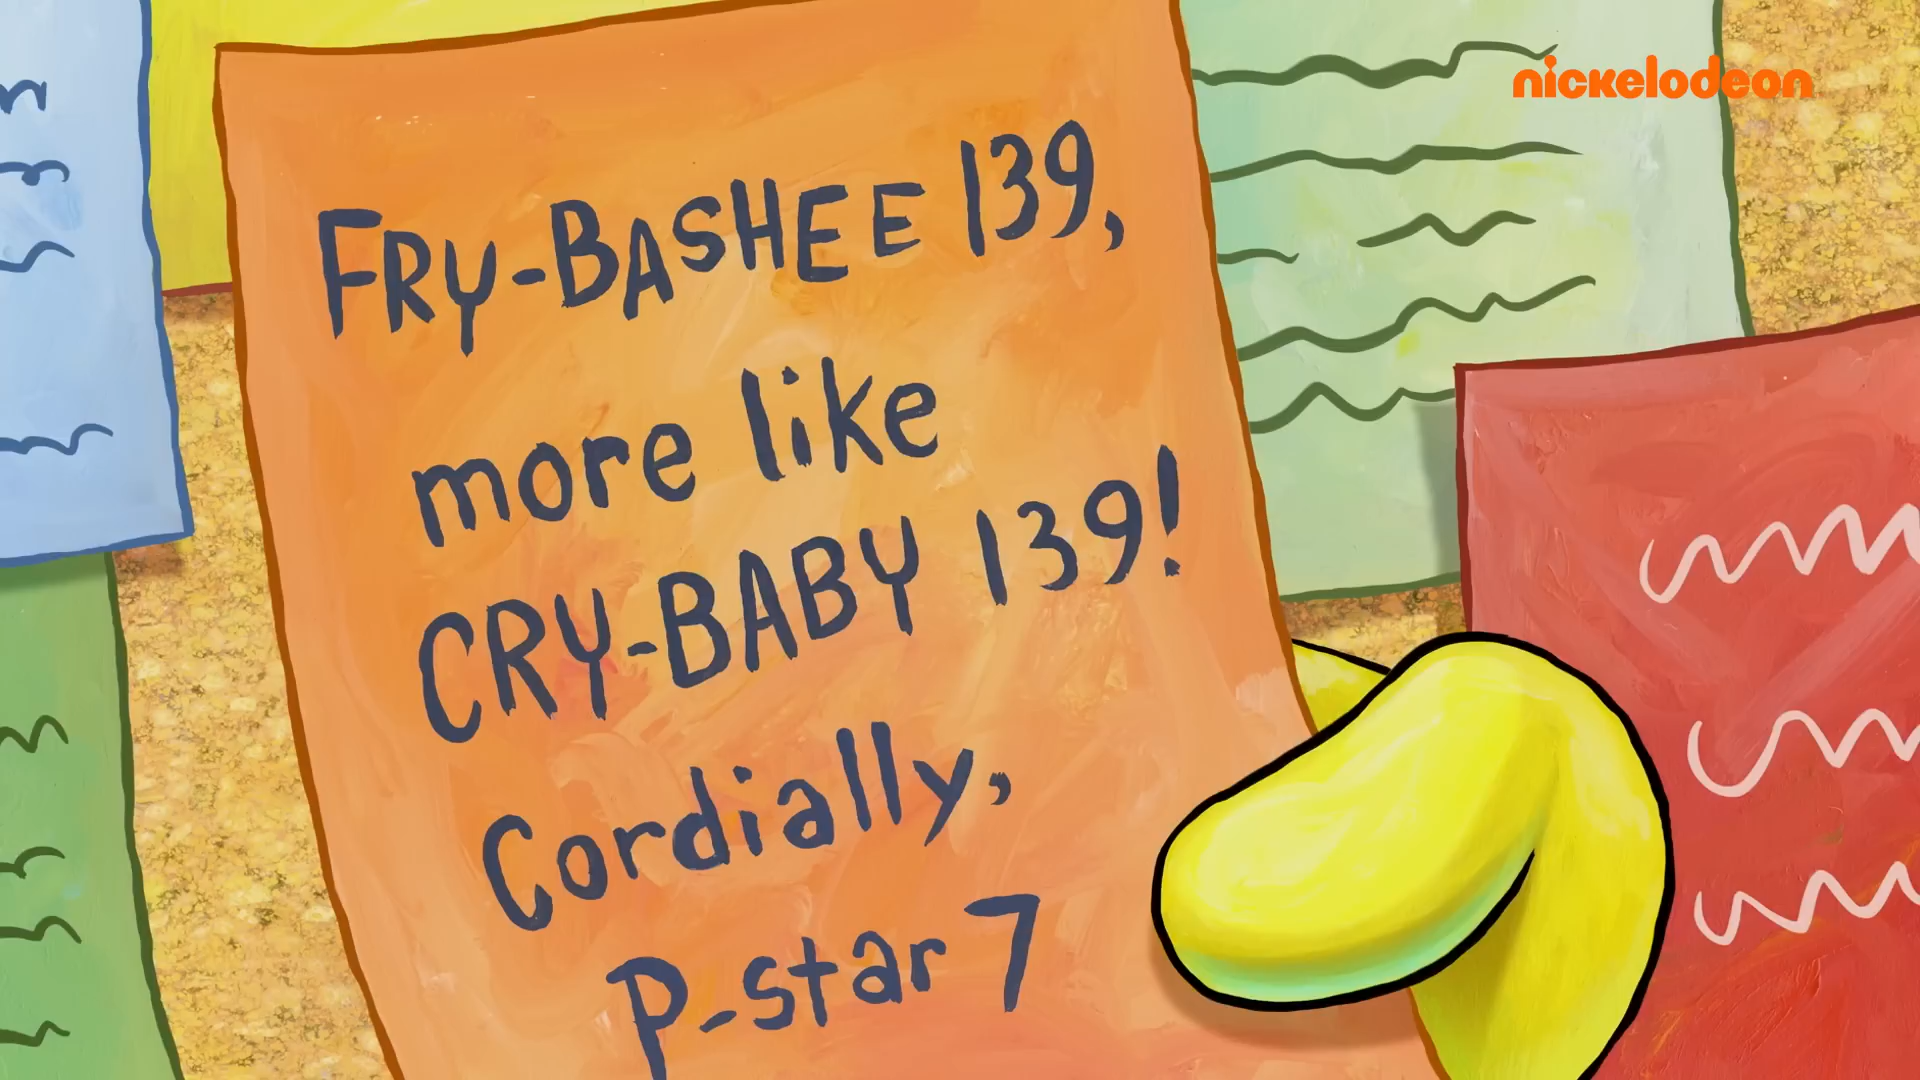 nickelodeon
FRY-BASHEE 139,
more like
CRY-BABY 139!
Cordially,
P-star 7